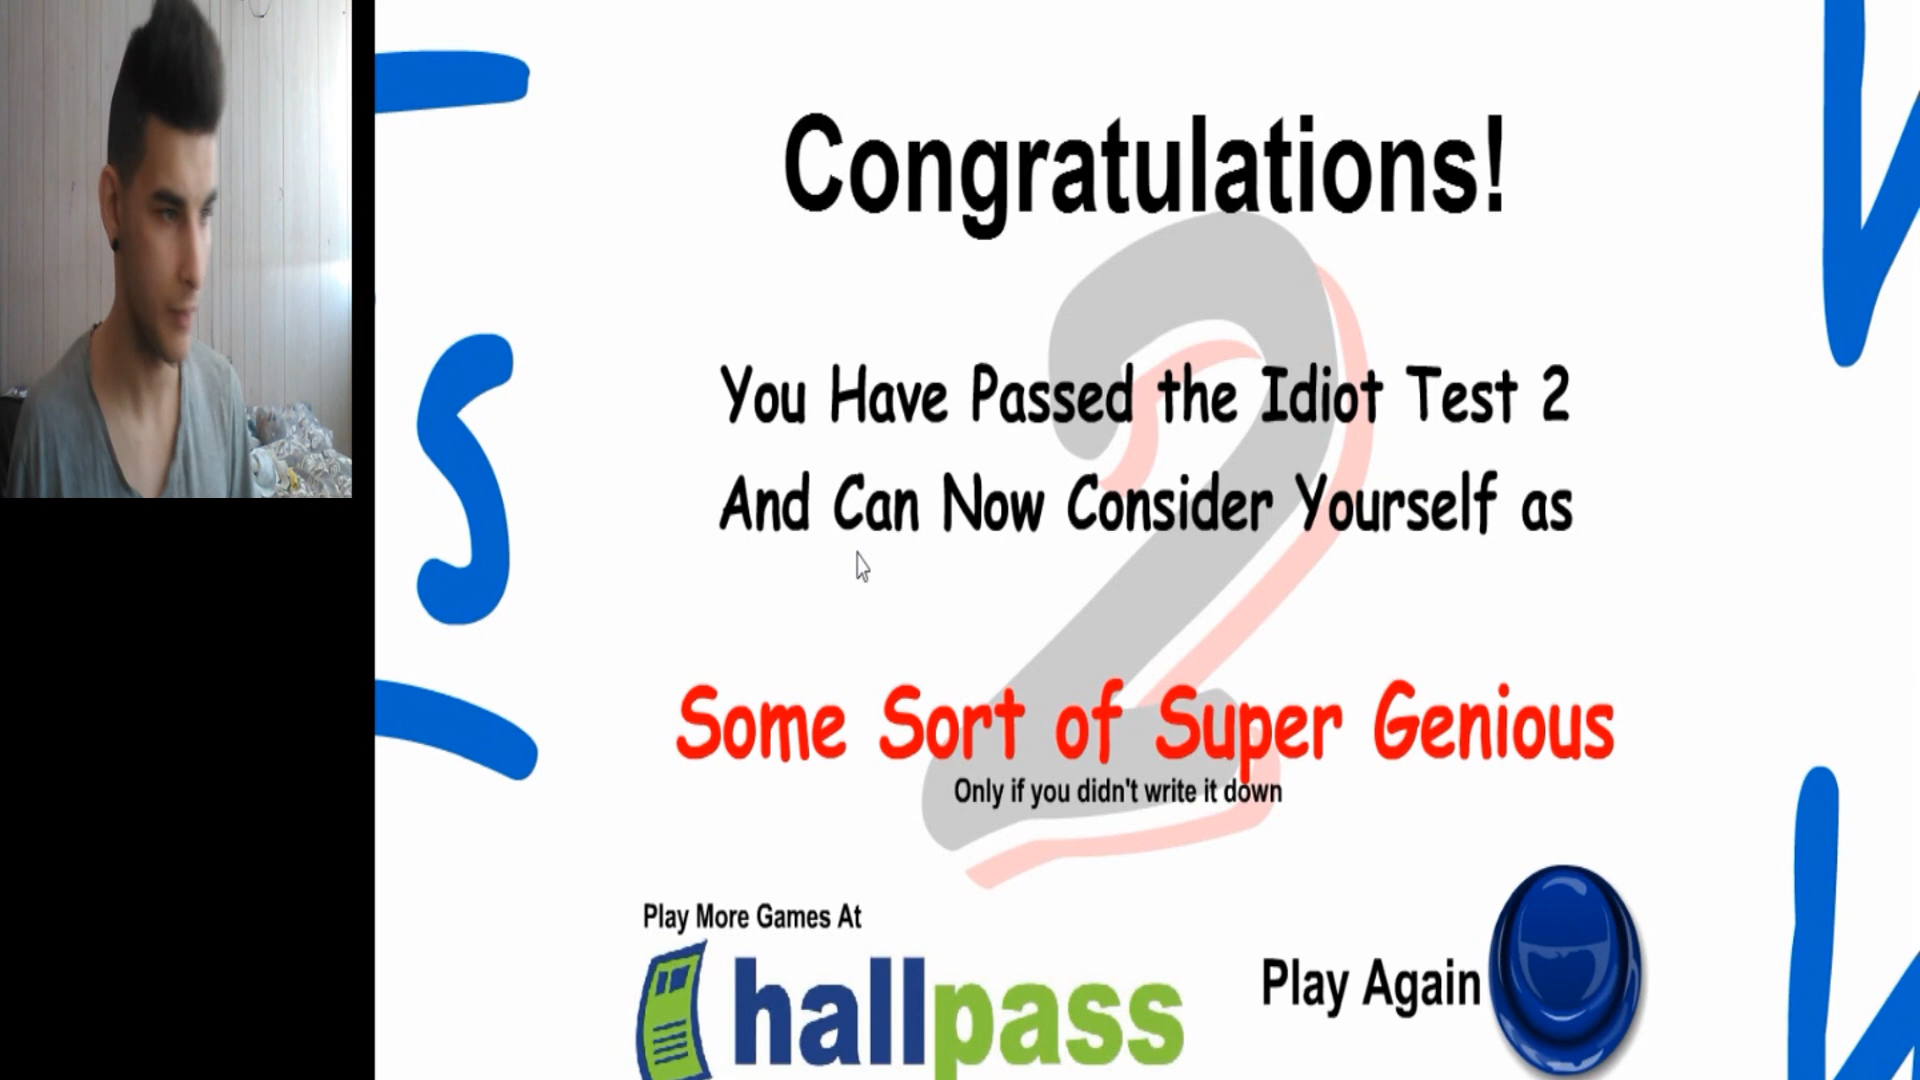 Congratulations!
You Have Passed the Idiot Test 2
And Can Now Consider Yourself as
Some Sort of Super Genious
Only if you didn't write it down
Play More Games At
hallpass
Play Again
2